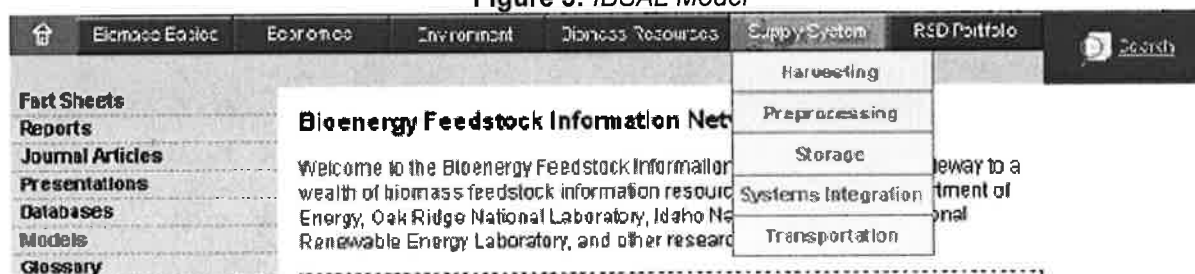 Figure 3: IBSAL Model
Biomass Basics Economics Environment Biomass Resources Supply System R&D Portfolio
Search
Harvesting
Fact Sheets
Bioenergy Feedstock Information Net
Preprocessing
Reports
Journal Articles
Storage
Welcome to the Bioenergy Feedstock Information eway to a
Presentations
wealth of biomass feedstock information resourc Systems Integration tment of
Databases
Energy, Oak Ridge National Laboratory, Idaho Na onal
Models
Renewable Energy Laboratory, and other researc Transportation
Glossary